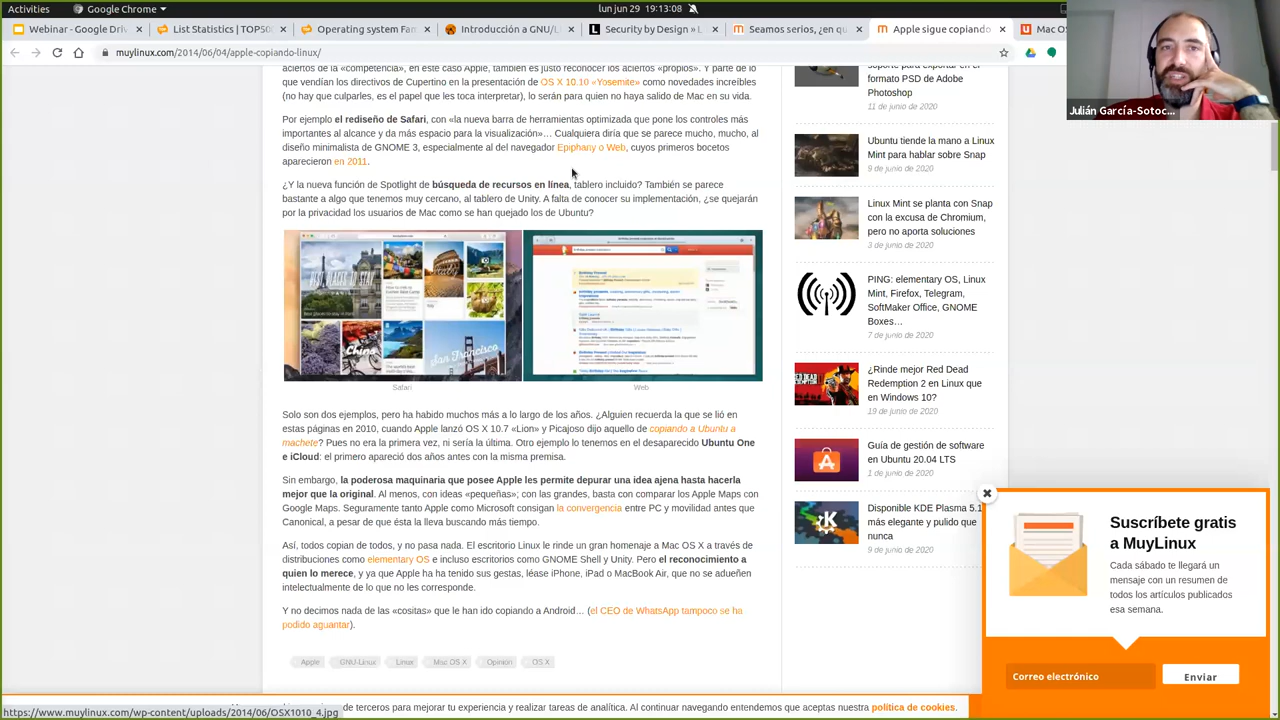 Activities
Google Chrome
lun jun 29, 19:13:08
Webinar - Google Driv
List Statistics | TOP5
Operating system Fam
Introducción a GNU/L
Security by Design » L
Seamos serios, ¿en qu
Apple sigue copiando
Mac OS
muylinux.com/2014/06/04/apple-copiando-linux/
Julián García-Sotoc...
aciertos de la «competencia», en este caso Apple, también es justo reconocer los aciertos «propios». Y parte de lo
que vendían los directivos de Cupertino en la presentación de OS X 10.10 «Yosemite» como novedades increíbles
(no hay que culparles, es el papel que les toca interpretar), lo serán para quien no haya salido de Mac en su vida.
Por ejemplo el rediseño de Safari, con «la nueva barra de herramientas optimizada que pone los controles más
importantes al alcance y da más espacio para la visualización»… Cualquiera diría que se parece mucho, mucho, al
diseño minimalista de GNOME 3, especialmente al del navegador Epiphany o Web, cuyos primeros bocetos
aparecieron en 2011.
¿Y la nueva función de Spotlight de búsqueda de recursos en línea, tablero incluido? También se parece
bastante a algo que tenemos muy cercano, al tablero de Unity. A falta de conocer su implementación, ¿se quejarán
por la privacidad los usuarios de Mac como se han quejado los de Ubuntu?
Safari
Web
Solo son dos ejemplos, pero ha habido muchos más a lo largo de los años. ¿Alguien recuerda la que se lió en
estas páginas en 2010, cuando Apple lanzó OS X 10.7 «Lion» y Picajoso dijo aquello de copiando a Ubuntu a
machete? Pues no era la primera vez, ni sería la última. Otro ejemplo lo tenemos en el desaparecido Ubuntu One
e iCloud: el primero apareció dos años antes con la misma premisa.
Sin embargo, la poderosa maquinaria que posee Apple les permite depurar una idea ajena hasta hacerla
mejor que la original. Al menos, con ideas «pequeñas»; con las grandes, basta con comparar los Apple Maps con
Google Maps. Seguramente tanto Apple como Microsoft consigan la convergencia entre PC y movilidad antes que
Canonical, a pesar de que ésta la lleva buscando más tiempo.
Así, todos copian a todos, y no pasa nada. El escritorio Linux le rinde un gran homenaje a Mac OS X a través de
distribuciones como elementary OS e incluso escritorios como GNOME Shell y Unity. Pero el reconocimiento a
quien lo merece, y ya que Apple ha ha tenido sus gestas, léase iPhone, iPad o MacBook Air, que no se adueñen
intelectualmente de lo que no les corresponde.
Y no decimos nada de las «cositas» que le han ido copiando a Android… (el CEO de WhatsApp tampoco se ha
podido aguantar).
Apple
GNU-Linux
Linux
Mac OS X
Opinión
OS X
soporte para exportar en el
formato PSD de Adobe
Photoshop
11 de junio de 2020
Ubuntu tiende la mano a Linux
Mint para hablar sobre Snap
9 de junio de 2020
Linux Mint se planta con Snap
con la excusa de Chromium,
pero no aporta soluciones
3 de junio de 2020
PING: elementary OS, Linux
Mint, Firefox, Telegram,
SoftMaker Office, GNOME
Boxes…
7 de junio de 2020
¿Rinde mejor Red Dead
Redemption 2 en Linux que
en Windows 10?
19 de junio de 2020
Guía de gestión de software
en Ubuntu 20.04 LTS
1 de junio de 2020
Disponible KDE Plasma 5.1
más elegante y pulido que
nunca
9 de junio de 2020
Suscríbete gratis
a MuyLinux
Cada sábado te llegará un
mensaje con un resumen de
todos los artículos publicados
esa semana.
Correo electrónico
Enviar
de terceros para mejorar tu experiencia y realizar tareas de analítica. Al continuar navegando entendemos que aceptas nuestra política de cookies.